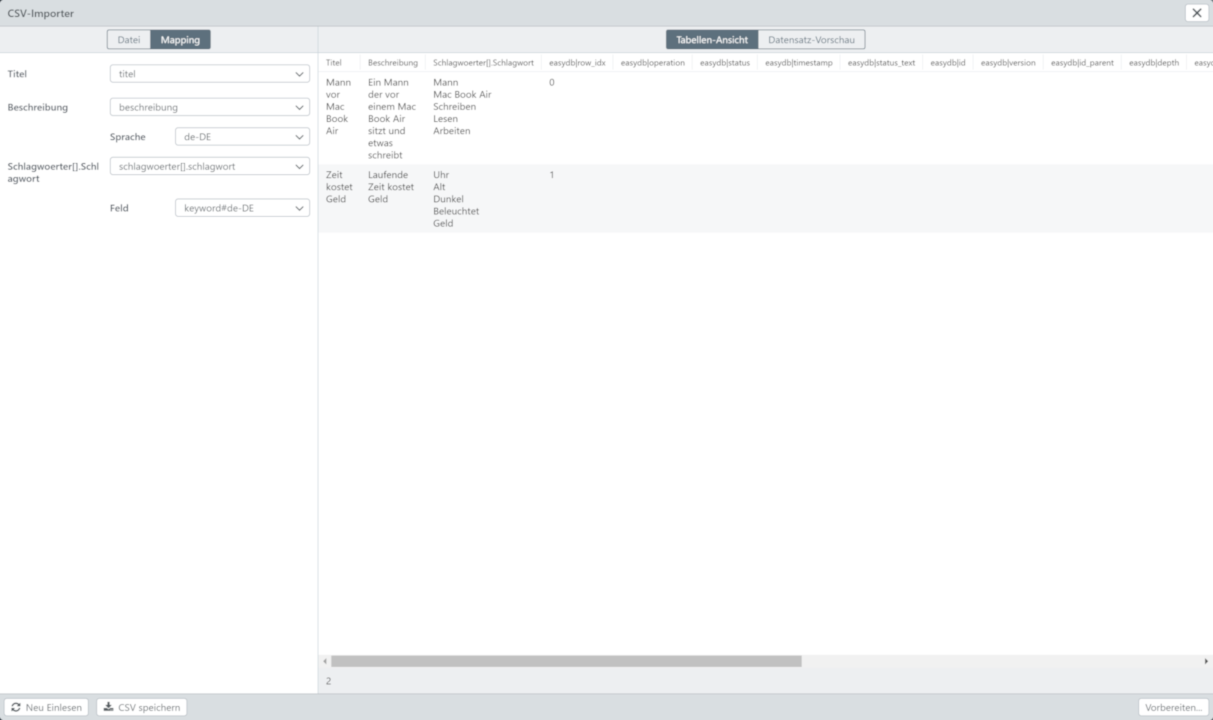 CSV-Importer
Datei Mapping
Tabellen-Ansicht Datensatz-Vorschau
Titel titel
Beschreibung beschreibung
Sprache de-DE
Schlagwoerter[].Schl
agwort
schlagwoerter[].schlagwort
Feld keyword#de-DE
Titel Beschreibung Schlagwoerter[].Schlagwort easydb|row_idx easydb|operation easydb|status easydb|timestamp easydb|status_text easydb|id easydb|version easydb|id_parent easydb|depth easyc
Mann Ein Mann Mann 0
vor der vor Mac Book Air
Mac einem Mac Schreiben
Book Book Air Lesen
Air sitzt und Arbeiten
etwas
schreibt
Zeit Laufende Uhr 1
kostet Zeit kostet Alt
Geld Geld Dunkel
Beleuchtet
Geld
2
Neu Einlesen CSV speichern Vorbereiten...